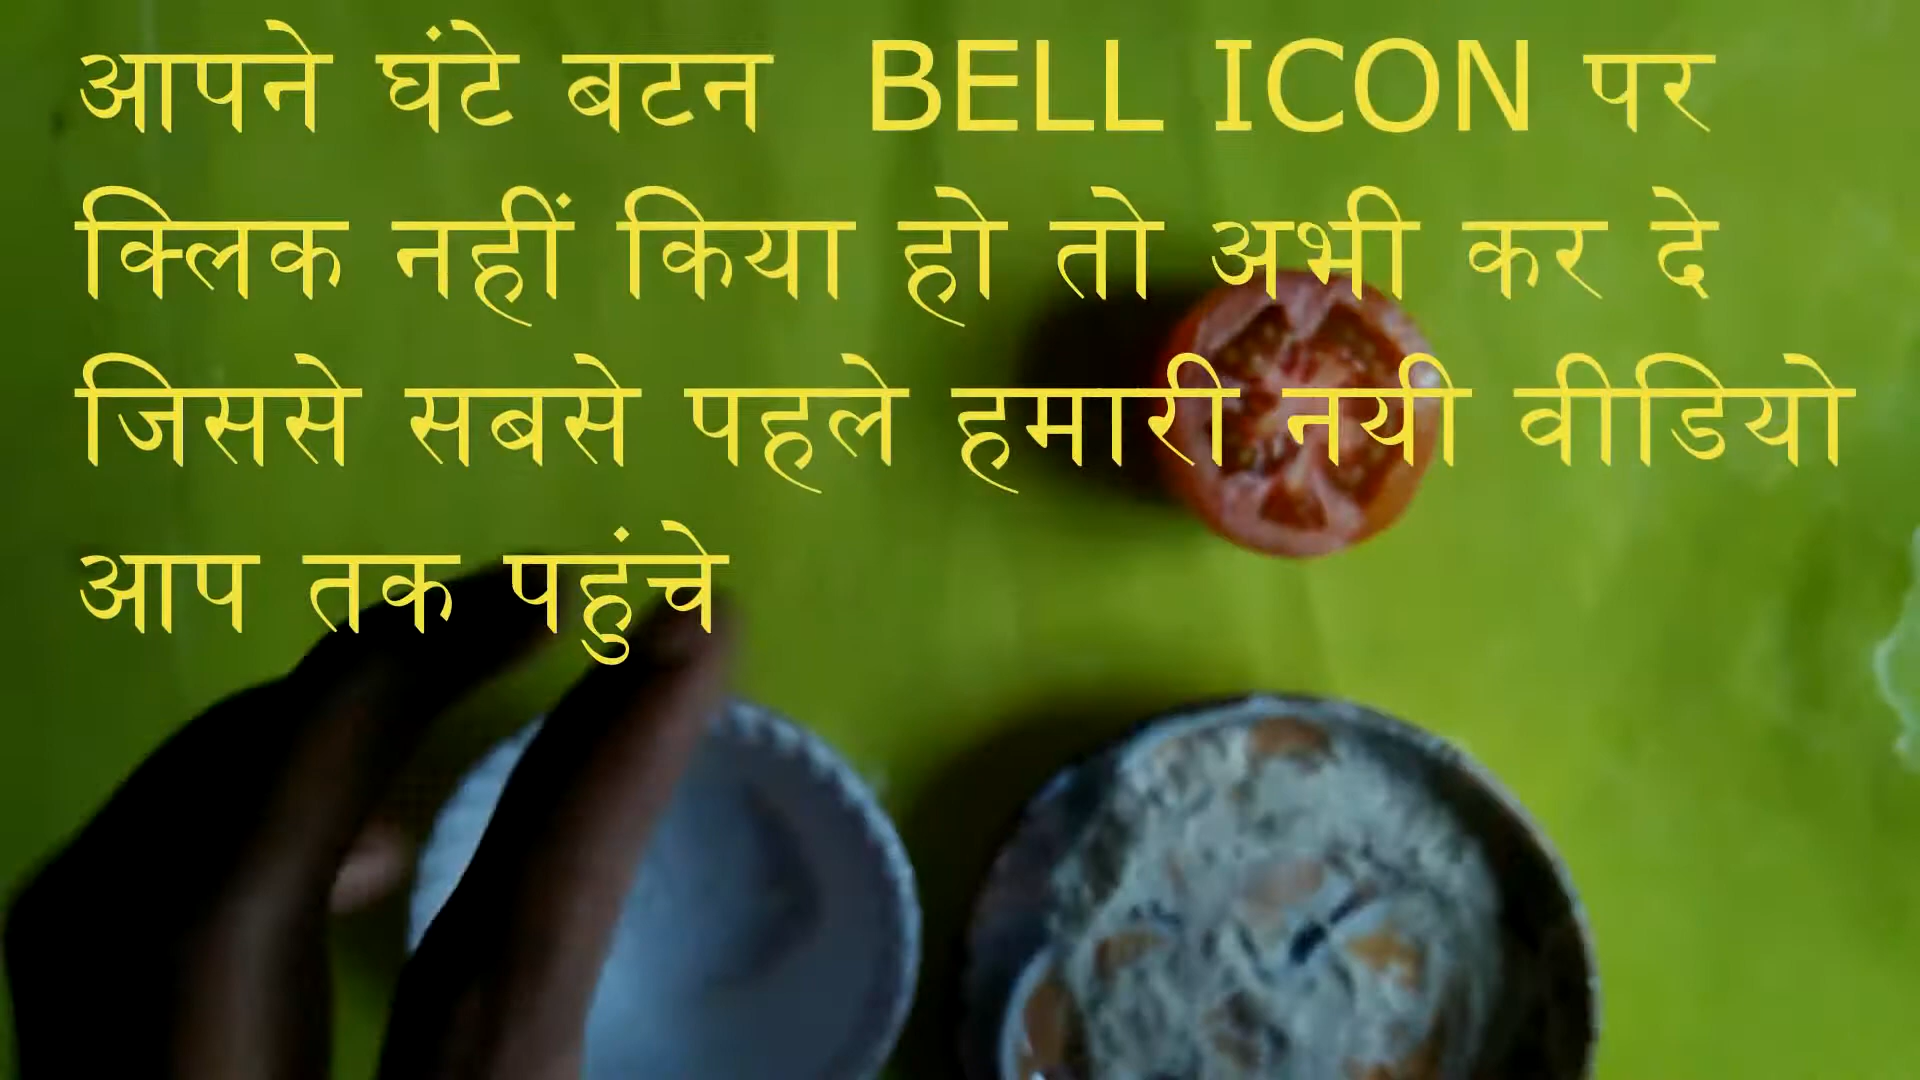 आपने घंटे बटन BELL ICON पर
क्लिक नहीं किया हो तो अभी कर दे
जिससे सबसे पहले हमारी नयी वीडियो
आप तक पहुंचे